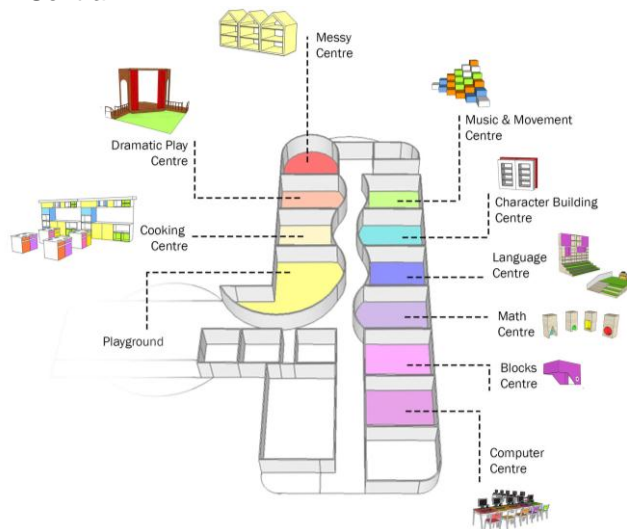 Messy
Centre
Music & Movement
Centre
Dramatic Play
Centre
Character Building
Centre
Cooking
Centre
Language
Centre
Math
Centre
Playground
Blocks
Centre
Computer
Centre